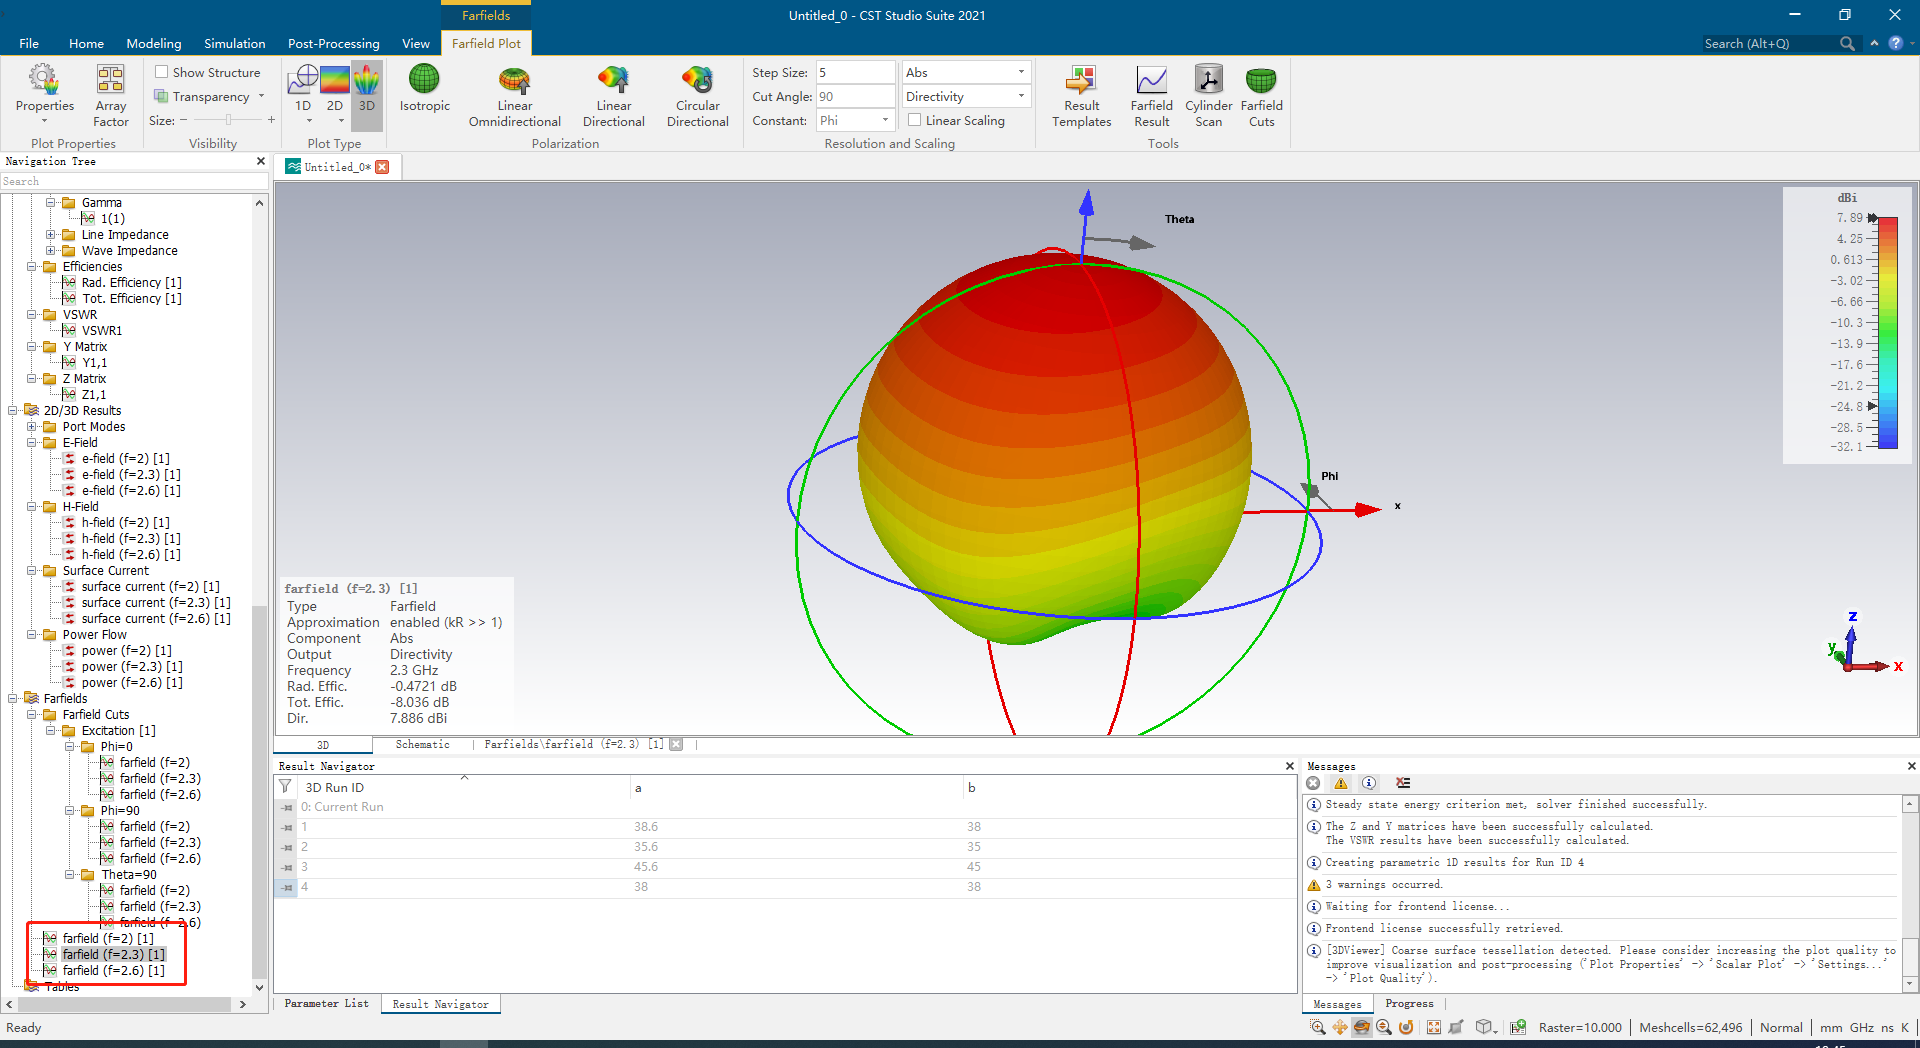 Farfields
Untitled_0 - CST Studio Suite 2021
File
Home
Modeling
Simulation
Post-Processing
View
Farfield Plot
Search (Alt+Q)
Properties
Array
Factor
Show Structure
Transparency
Size:
1D
2D
3D
Isotropic
Linear
Omnidirectional
Linear
Directional
Circular
Directional
Step Size: 5
Cut Angle: 90
Constant: Phi
Abs
Directivity
Linear Scaling
Result
Templates
Farfield
Result
Cylinder
Scan
Farfield
Cuts
Plot Properties
Visibility
Plot Type
Polarization
Resolution and Scaling
Tools
Navigation Tree
Search
Gamma
1(1)
Line Impedance
Wave Impedance
Efficiencies
Rad. Efficiency [1]
Tot. Efficiency [1]
VSWR
VSWR1
Y Matrix
Y1,1
Z Matrix
Z1,1
2D/3D Results
Port Modes
E-Field
e-field (f=2) [1]
e-field (f=2.3) [1]
e-field (f=2.6) [1]
H-Field
h-field (f=2) [1]
h-field (f=2.3) [1]
h-field (f=2.6) [1]
Surface Current
surface current (f=2) [1]
surface current (f=2.3) [1]
surface current (f=2.6) [1]
Power Flow
power (f=2) [1]
power (f=2.3) [1]
power (f=2.6) [1]
Farfields
Farfield Cuts
Excitation [1]
Phi=0
farfield (f=2)
farfield (f=2.3)
farfield (f=2.6)
Phi=90
farfield (f=2)
farfield (f=2.3)
farfield (f=2.6)
Theta=90
farfield (f=2)
farfield (f=2.3)
farfield (f=2.6)
farfield (f=2) [1]
farfield (f=2.3) [1]
farfield (f=2.6) [1]
Tables
Untitled_0*
Theta
Phi
x
dBi
7.89
4.25
0.613
-3.02
-6.66
-10.3
-13.9
-17.6
-21.2
-24.8
-28.5
-32.1
z
y
x
farfield (f=2.3) [1]
Type Farfield
Approximation enabled (kR >> 1)
Component Abs
Output Directivity
Frequency 2.3 GHz
Rad. Effic. -0.4721 dB
Tot. Effic. -8.036 dB
Dir. 7.886 dBi
3D
Schematic
Farfields\farfield (f=2.3) [1]
Result Navigator
3D Run ID a b
0: Current Run
1 38.6 38
2 35.6 35
3 45.6 45
4 38 38
Parameter List
Result Navigator
Messages
Steady state energy criterion met, solver finished successfully.
The Z and Y matrices have been successfully calculated.
The VSWR results have been successfully calculated.
Creating parametric 1D results for Run ID 4
3 warnings occurred.
Waiting for frontend license...
Frontend license successfully retrieved.
[3DViewer] Coarse surface tessellation detected. Please consider increasing the plot quality to
improve visualization and post-processing ('Plot Properties' -> 'Scalar Plot' -> 'Settings...'
-> 'Plot Quality').
Messages
Progress
Ready
Raster=10.000
Meshcells=62,496
Normal
mm GHz ns K